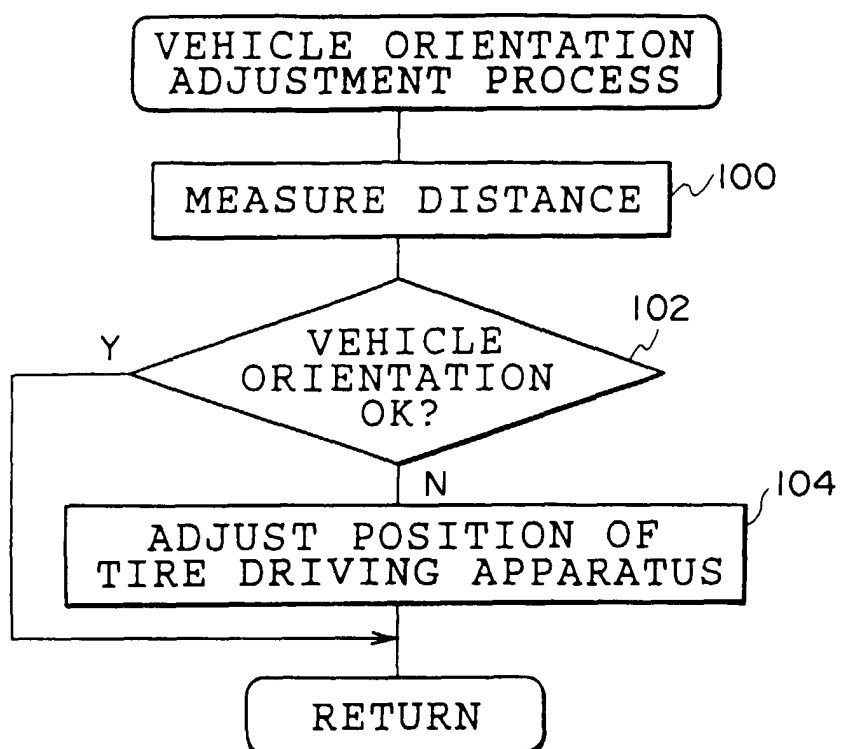 VEHICLE ORIENTATION
ADJUSTMENT PROCESS
MEASURE DISTANCE
100
VEHICLE
ORIENTATION
OK?
102
Y
N
ADJUST POSITION OF
TIRE DRIVING APPARATUS
104
RETURN